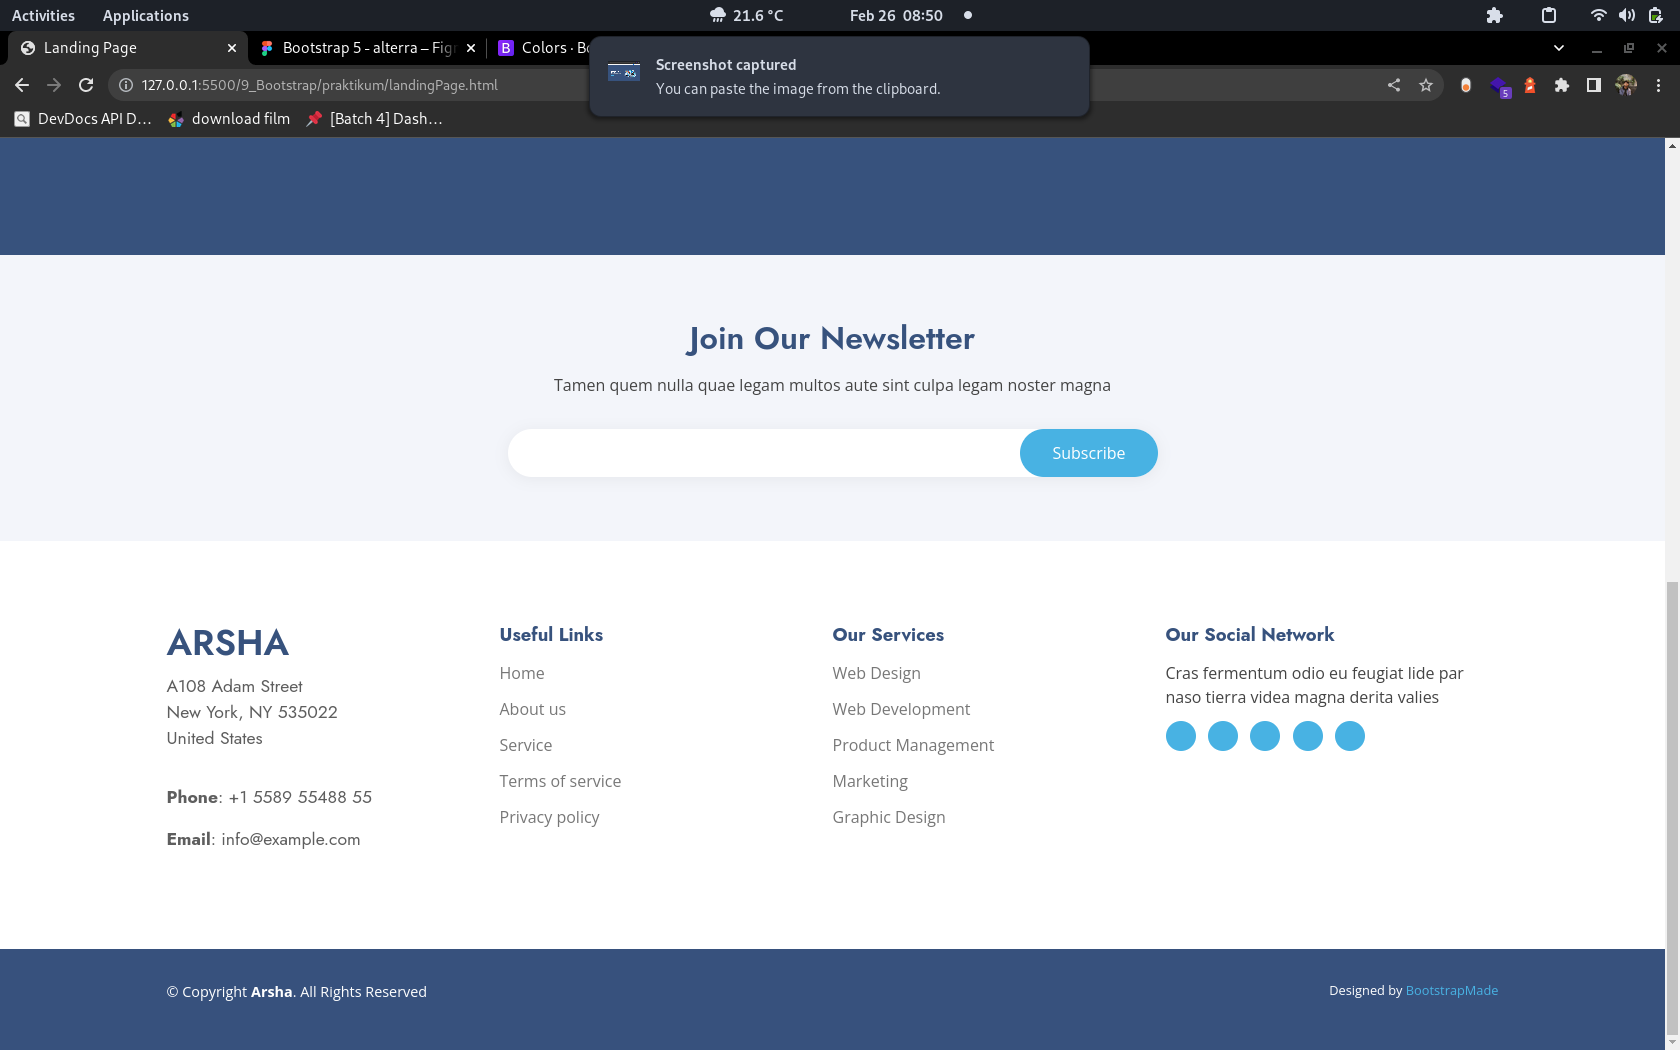 Activities
Applications
21.6 °C
Feb 26 08:50
Landing Page
Bootstrap 5 - alterra – Fig
Colors · Bo
Screenshot captured
You can paste the image from the clipboard.
127.0.0.1:5500/9_Bootstrap/praktikum/landingPage.html
5
DevDocs API D...
download film
[Batch 4] Dash...
Join Our Newsletter
Tamen quem nulla quae legam multos aute sint culpa legam noster magna
Subscribe
ARSHA
A108 Adam Street
New York, NY 535022
United States
Phone: +1 5589 55488 55
Email: info@example.com
Useful Links
Home
About us
Service
Terms of service
Privacy policy
Our Services
Web Design
Web Development
Product Management
Marketing
Graphic Design
Our Social Network
Cras fermentum odio eu feugiat lide par
naso tierra videa magna derita valies
© Copyright Arsha. All Rights Reserved
Designed by BootstrapMade